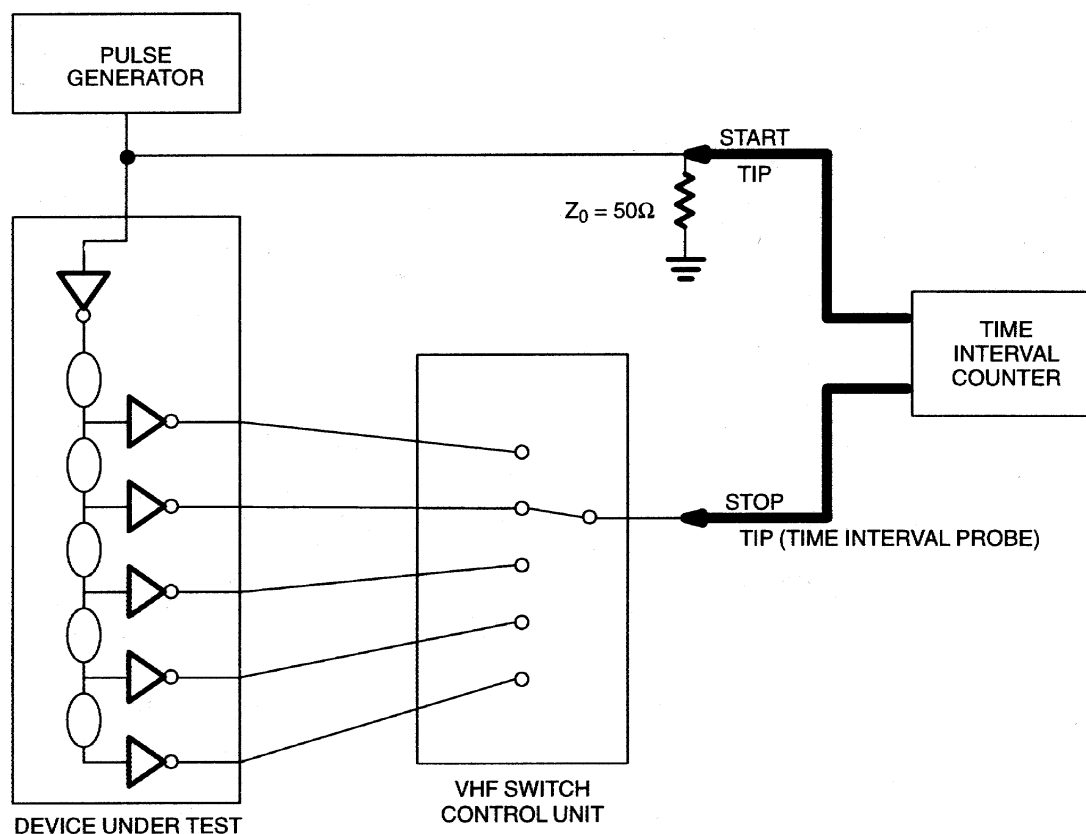 PULSE
GENERATOR
START
TIP
Z₀ = 50Ω
TIME
INTERVAL
COUNTER
STOP
TIP (TIME INTERVAL PROBE)
VHF SWITCH
CONTROL UNIT
DEVICE UNDER TEST